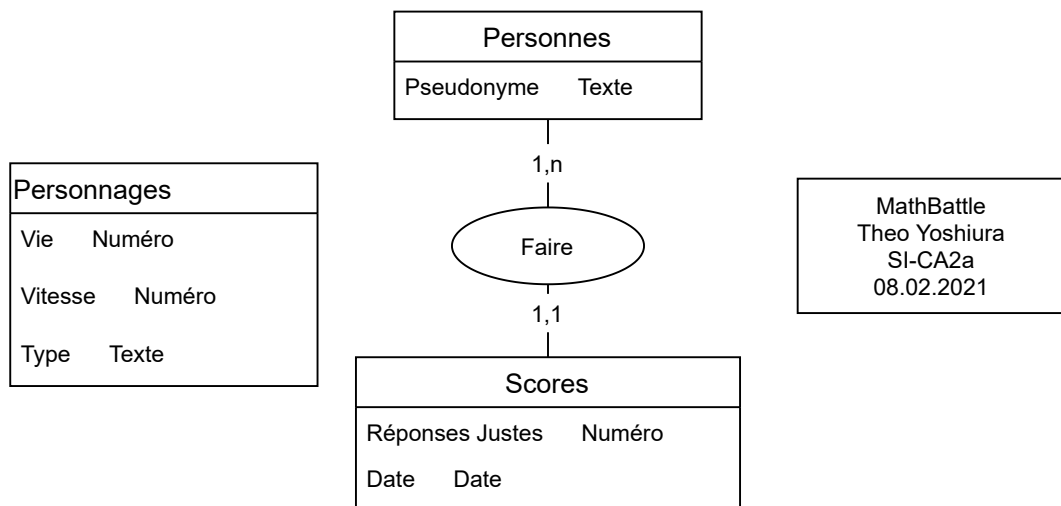 Personnes
Pseudonyme Texte
1,n
Personnages
Vie Numéro
Vitesse Numéro
Type Texte
Faire
MathBattle
Theo Yoshiura
SI-CA2a
08.02.2021
1,1
Scores
Réponses Justes Numéro
Date Date